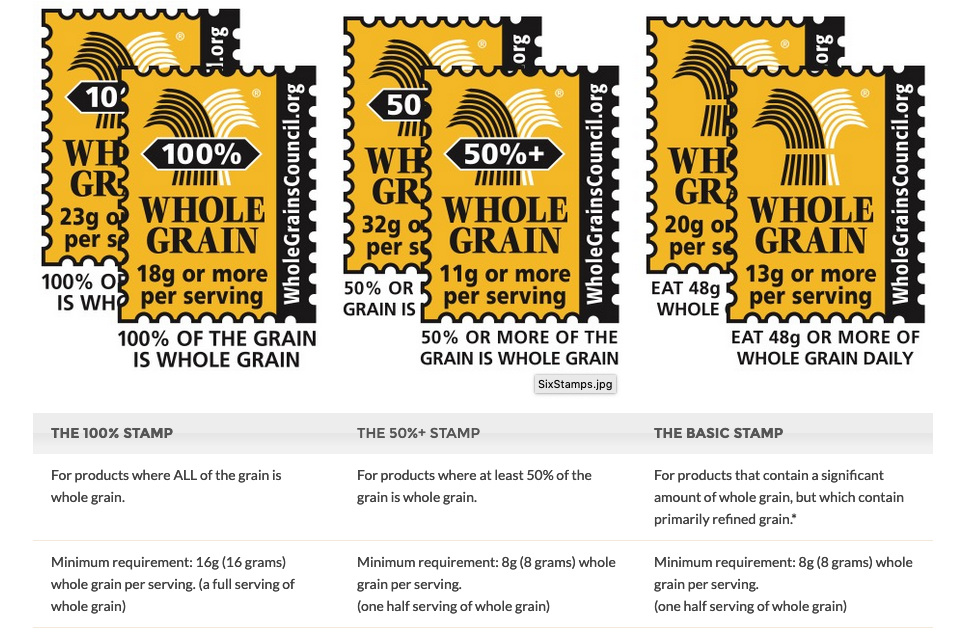 l.org
®
10
WH
GR
23g o
per s
100% O
IS WH
®
100%
WHOLE
GRAIN
18g or more
per serving
WholeGrainsCouncil.org
100% OF THE GRAIN
IS WHOLE GRAIN
org
®
50
WH
GR
32g o
per s
50% OR
GRAIN IS
®
50%+
WHOLE
GRAIN
11g or more
per serving
WholeGrainsCouncil.org
50% OR MORE OF THE
GRAIN IS WHOLE GRAIN
org
®
WH
GR
20g o
per s
EAT 48g
WHOLE
®
WHOLE
GRAIN
13g or more
per serving
WholeGrainsCouncil.org
EAT 48g OR MORE OF
WHOLE GRAIN DAILY
SixStamps.jpg
THE 100% STAMP
THE 50%+ STAMP
THE BASIC STAMP
For products where ALL of the grain is
whole grain.
For products where at least 50% of the
grain is whole grain.
For products that contain a significant
amount of whole grain, but which contain
primarily refined grain.*
Minimum requirement: 16g (16 grams)
whole grain per serving. (a full serving of
whole grain)
Minimum requirement: 8g (8 grams) whole
grain per serving.
(one half serving of whole grain)
Minimum requirement: 8g (8 grams) whole
grain per serving.
(one half serving of whole grain)